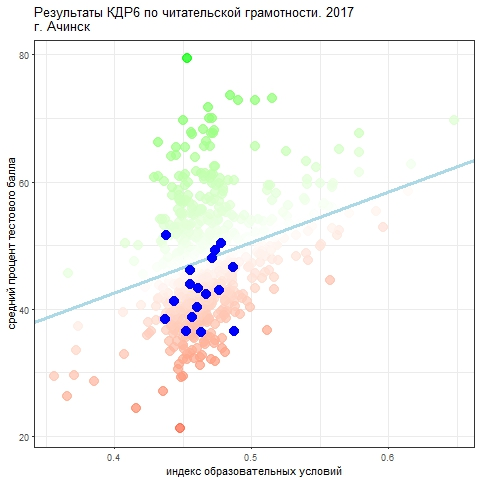 Результаты КДР6 по читательской грамотности. 2017
г. Ачинск
80
60
40
20
средний процент тестового балла
0.4 0.5 0.6
индекс образовательных условий